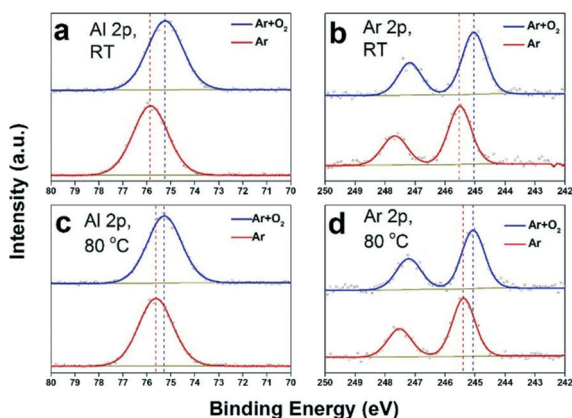 a Al 2p, RT
Ar+O₂
Ar
80 79 78 77 76 75 74 73 72 71 70
b Ar 2p, RT
Ar+O₂
Ar
250 249 248 247 246 245 244 243 242
c Al 2p, 80 °C
Ar+O₂
Ar
80 79 78 77 76 75 74 73 72 71 70
d Ar 2p, 80 °C
Ar+O₂
Ar
250 249 248 247 246 245 244 243 242
Intensity (a.u.)
Binding Energy (eV)